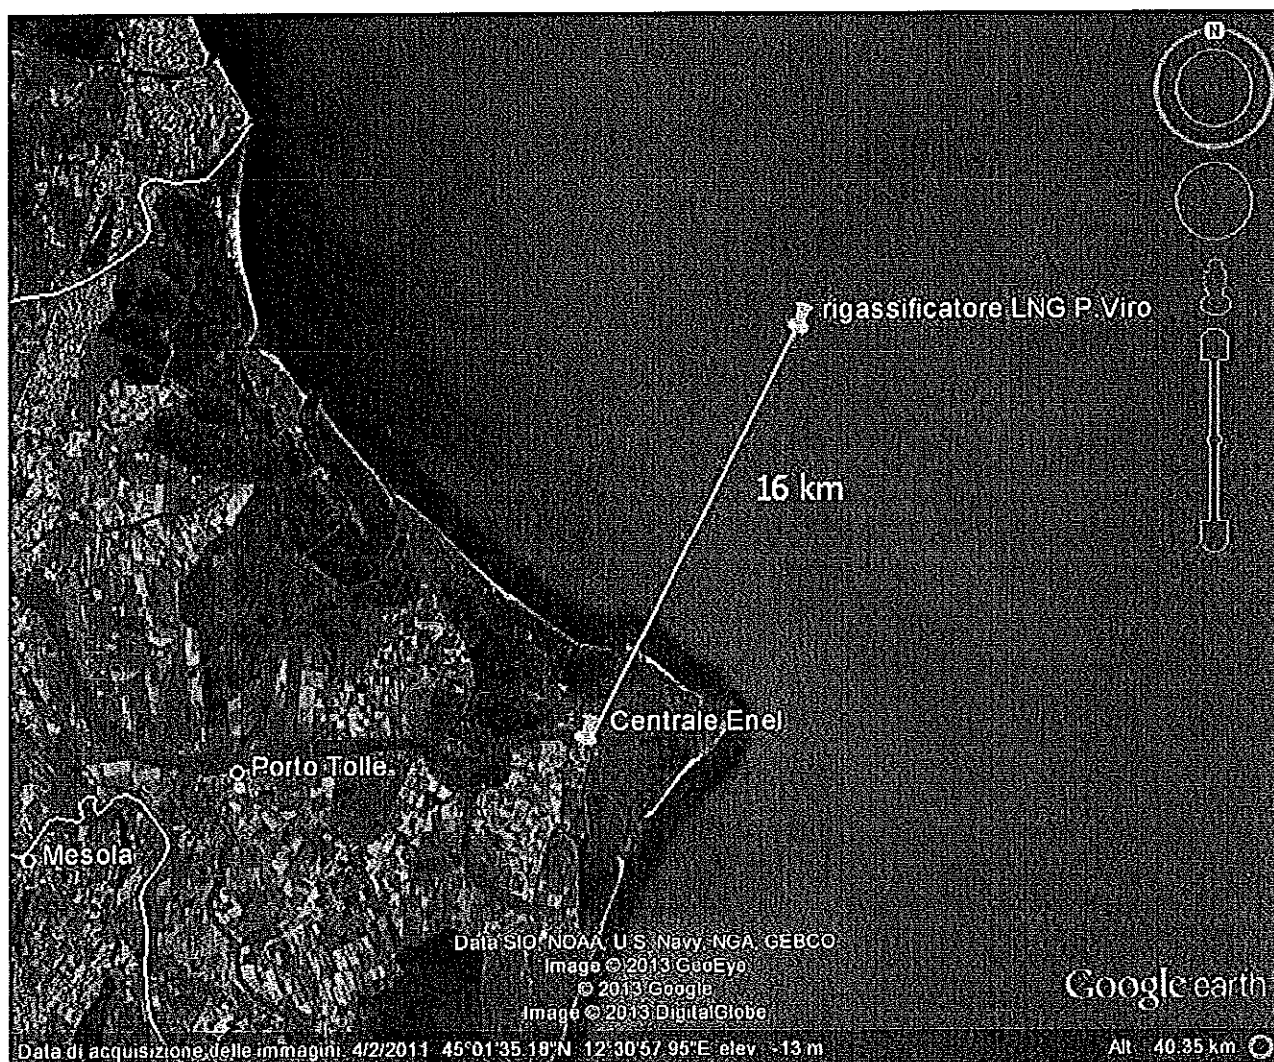 N
rigassificatore LNG P.Viro
16 km
Centrale Enel
Porto Tolle
Mesola
Data SIO, NOAA, U.S. Navy, NGA, GEBCO
Image © 2013 GeoEye
© 2013 Google
Image © 2013 DigitalGlobe
Google earth
Data di acquisizione delle immagini: 4/2/2011 45°01'35.18"N 12°30'57.95"E elev -13 m
Alt 40.35 km